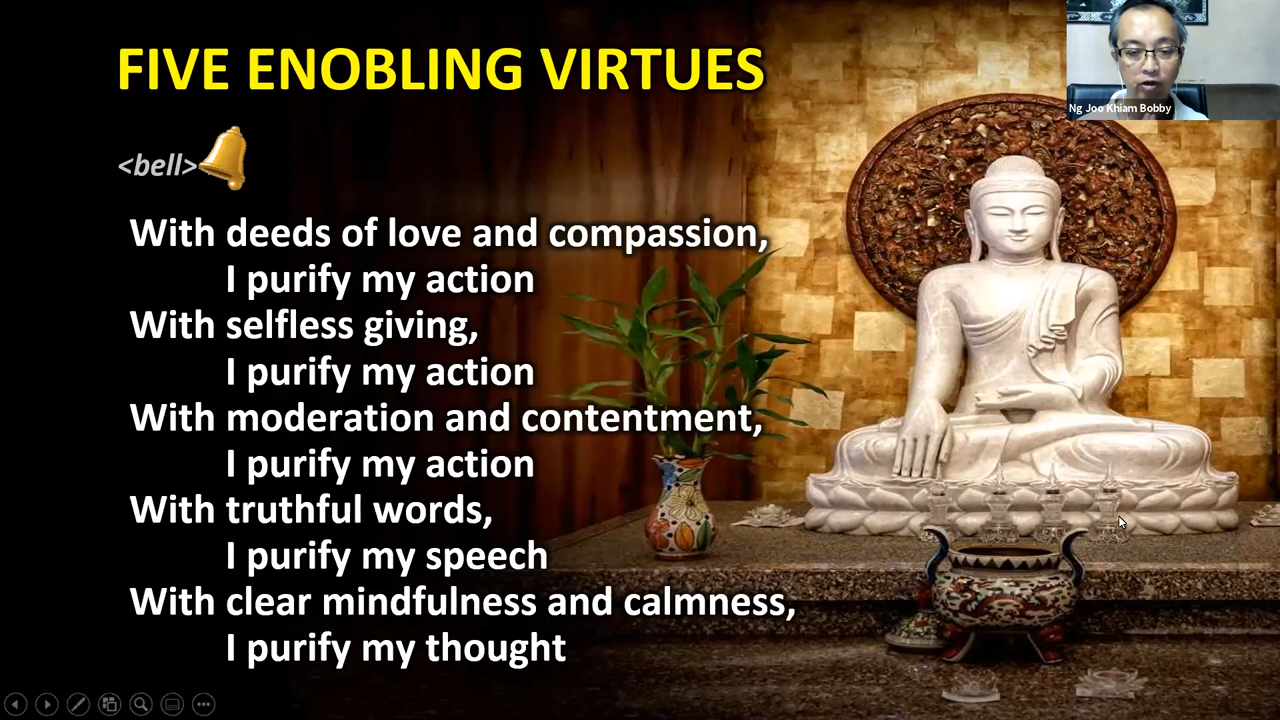 FIVE ENOBLING VIRTUES
Ng Joo Khiam Bobby
<bell>
With deeds of love and compassion,
I purify my action
With selfless giving,
I purify my action
With moderation and contentment,
I purify my action
With truthful words,
I purify my speech
With clear mindfulness and calmness,
I purify my thought